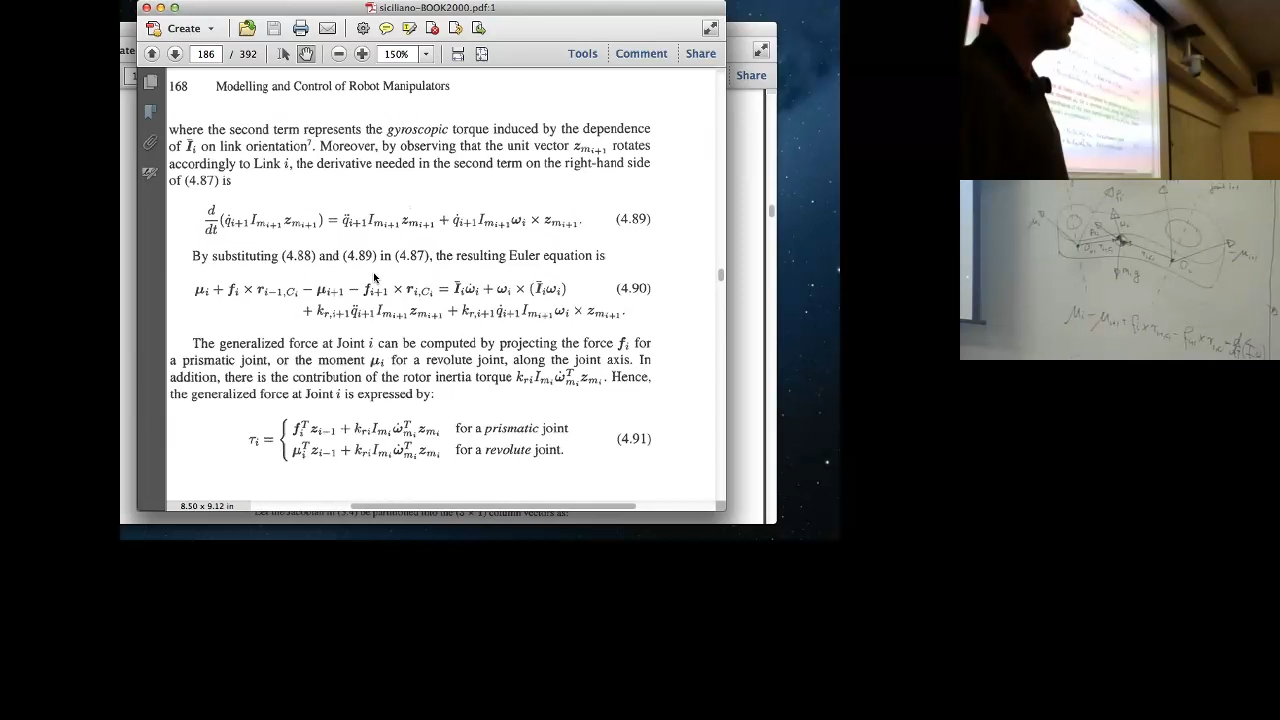 siciliano-BOOK2000.pdf:1
Create
186 / 392
150%
Tools Comment Share
Share
168 Modelling and Control of Robot Manipulators
where the second term represents the gyroscopic torque induced by the dependence
of Ī_i on link orientation⁷. Moreover, by observing that the unit vector z_{m_{i+1}} rotates
accordingly to Link i, the derivative needed in the second term on the right-hand side
of (4.87) is
d/dt (q̇_{i+1} I_{m_{i+1}} z_{m_{i+1}}) = q̈_{i+1} I_{m_{i+1}} z_{m_{i+1}} + q̇_{i+1} I_{m_{i+1}} ω_i × z_{m_{i+1}}. (4.89)
By substituting (4.88) and (4.89) in (4.87), the resulting Euler equation is
μ_i + f_i × r_{i−1,C_i} − μ_{i+1} − f_{i+1} × r_{i,C_i} = Ī_i ω̇_i + ω_i × (Ī_i ω_i) (4.90)
+ k_{r,i+1} q̈_{i+1} I_{m_{i+1}} z_{m_{i+1}} + k_{r,i+1} q̇_{i+1} I_{m_{i+1}} ω_i × z_{m_{i+1}}.
The generalized force at Joint i can be computed by projecting the force f_i for
a prismatic joint, or the moment μ_i for a revolute joint, along the joint axis. In
addition, there is the contribution of the rotor inertia torque k_{ri} I_{m_i} ω̇_{m_i}^T z_{m_i}. Hence,
the generalized force at Joint i is expressed by:
τ_i = { f_i^T z_{i−1} + k_{ri} I_{m_i} ω̇_{m_i}^T z_{m_i} for a prismatic joint
μ_i^T z_{i−1} + k_{ri} I_{m_i} ω̇_{m_i}^T z_{m_i} for a revolute joint. (4.91)
8.50 x 9.12 in